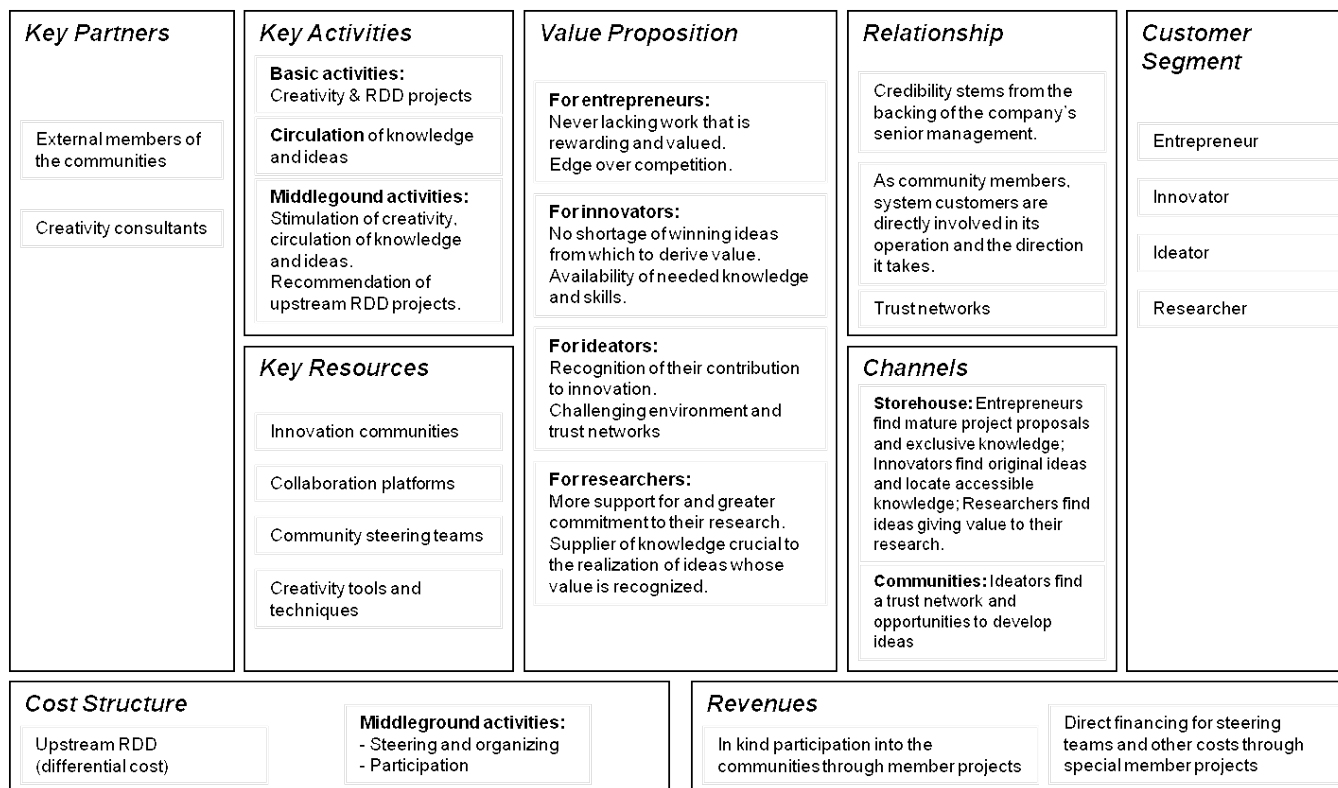 Key Partners
External members of
the communities
Creativity consultants
Key Activities
Basic activities:
Creativity & RDD projects
Circulation of knowledge
and ideas
Middlegound activities:
Stimulation of creativity,
circulation of knowledge
and ideas.
Recommendation of
upstream RDD projects.
Key Resources
Innovation communities
Collaboration platforms
Community steering teams
Creativity tools and
techniques
Value Proposition
For entrepreneurs:
Never lacking work that is
rewarding and valued.
Edge over competition.
For innovators:
No shortage of winning ideas
from which to derive value.
Availability of needed knowledge
and skills.
For ideators:
Recognition of their contribution
to innovation.
Challenging environment and
trust networks
For researchers:
More support for and greater
commitment to their research.
Supplier of knowledge crucial to
the realization of ideas whose
value is recognized.
Relationship
Credibility stems from the
backing of the company's
senior management.
As community members,
system customers are
directly involved in its
operation and the direction
it takes.
Trust networks
Channels
Storehouse: Entrepreneurs
find mature project proposals
and exclusive knowledge;
Innovators find original ideas
and locate accessible
knowledge; Researchers find
ideas giving value to their
research.
Communities: Ideators find
a trust network and
opportunities to develop
ideas
Customer
Segment
Entrepreneur
Innovator
Ideator
Researcher
Cost Structure
Upstream RDD
(differential cost)
Middleground activities:
- Steering and organizing
- Participation
Revenues
In kind participation into the
communities through member projects
Direct financing for steering
teams and other costs through
special member projects